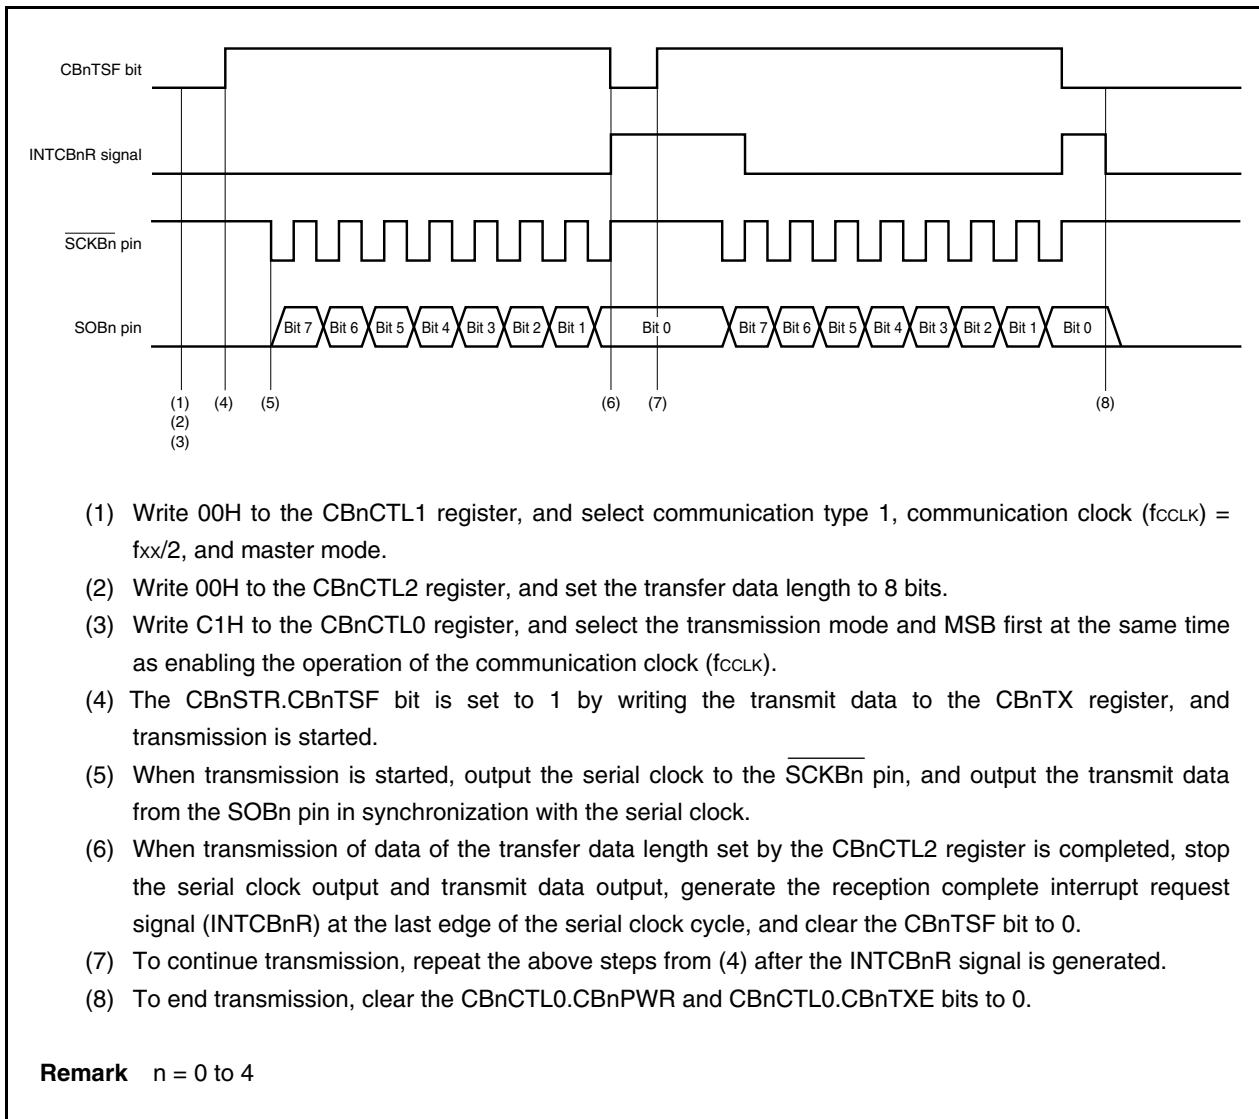 CBnTSF bit
INTCBnR signal
SCKBn pin
SOBn pin
Bit 7 Bit 6 Bit 5 Bit 4 Bit 3 Bit 2 Bit 1 Bit 0 Bit 7 Bit 6 Bit 5 Bit 4 Bit 3 Bit 2 Bit 1 Bit 0
(1) (4) (5) (6) (7) (8)
(2)
(3)
(1) Write 00H to the CBnCTL1 register, and select communication type 1, communication clock (fCCLK) =
fXX/2, and master mode.
(2) Write 00H to the CBnCTL2 register, and set the transfer data length to 8 bits.
(3) Write C1H to the CBnCTL0 register, and select the transmission mode and MSB first at the same time
as enabling the operation of the communication clock (fCCLK).
(4) The CBnSTR.CBnTSF bit is set to 1 by writing the transmit data to the CBnTX register, and
transmission is started.
(5) When transmission is started, output the serial clock to the SCKBn pin, and output the transmit data
from the SOBn pin in synchronization with the serial clock.
(6) When transmission of data of the transfer data length set by the CBnCTL2 register is completed, stop
the serial clock output and transmit data output, generate the reception complete interrupt request
signal (INTCBnR) at the last edge of the serial clock cycle, and clear the CBnTSF bit to 0.
(7) To continue transmission, repeat the above steps from (4) after the INTCBnR signal is generated.
(8) To end transmission, clear the CBnCTL0.CBnPWR and CBnCTL0.CBnTXE bits to 0.
Remark n = 0 to 4